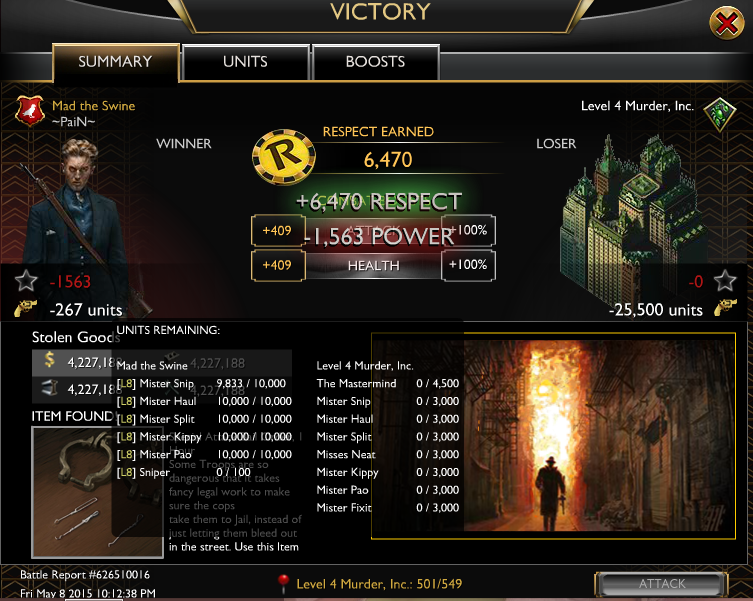 VICTORY
SUMMARY
UNITS
BOOSTS
Mad the Swine
~PaiN~
Level 4 Murder, Inc.
WINNER
LOSER
RESPECT EARNED
6,470
+6,470 RESPECT
+409
ATTACK
+100%
-1,563 POWER
+409
HEALTH
+100%
-1563
-0
-267 units
-25,500 units
Stolen Goods
UNITS REMAINING:
4,227,188
4,227,188
4,227,188
4,227,188
Mad the Swine
[L8] Mister Snip 9,833 / 10,000
[L8] Mister Haul 10,000 / 10,000
[L8] Mister Split 10,000 / 10,000
[L8] Mister Kippy 10,000 / 10,000
[L8] Mister Pao 10,000 / 10,000
[L8] Sniper 0 / 100
Level 4 Murder, Inc.
The Mastermind 0 / 4,500
Mister Snip 0 / 3,000
Mister Haul 0 / 3,000
Mister Split 0 / 3,000
Misses Neat 0 / 3,000
Mister Kippy 0 / 3,000
Mister Pao 0 / 3,000
Mister Fixit 0 / 3,000
ITEM FOUND
Some Troops are so
dangerous that it takes
fancy legal work to make
sure the cops
take them to Jail, instead of
just letting them bleed out
in the street. Use this Item
Battle Report #626510016
Fri May 8 2015 10:12:38 PM
Level 4 Murder, Inc.: 501/549
ATTACK